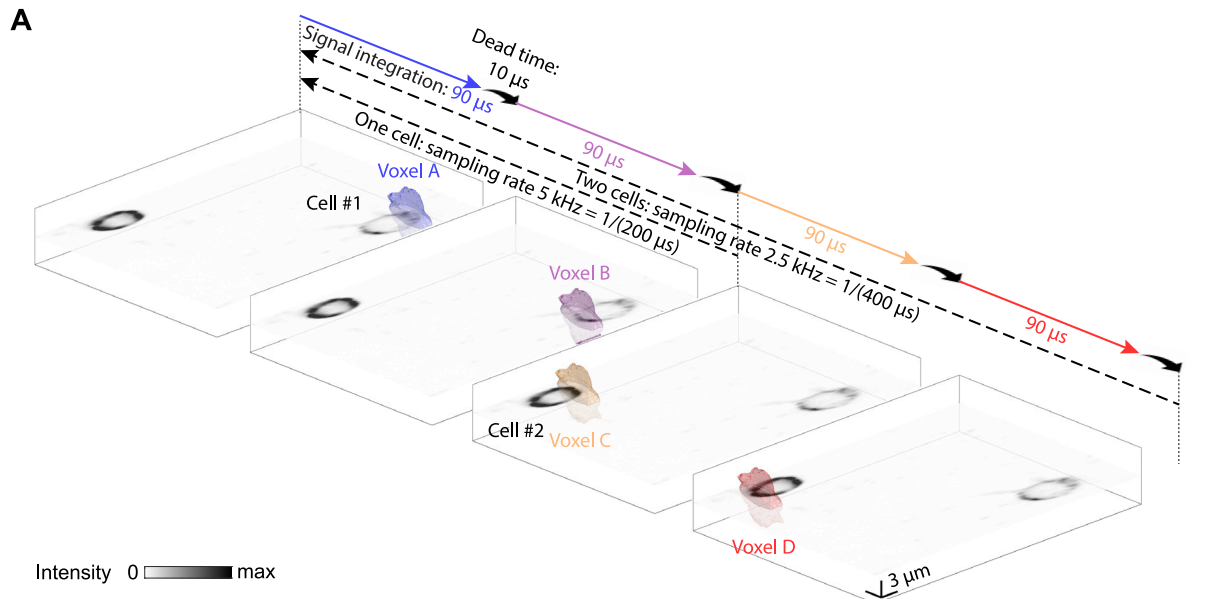 A
Dead time:
10 µs
Signal integration: 90 µs
90 µs
90 µs
90 µs
One cell: sampling rate 5 kHz = 1/(200 µs)
Two cells: sampling rate 2.5 kHz = 1/(400 µs)
Voxel A
Cell #1
Voxel B
Cell #2
Voxel C
Voxel D
3 µm
Intensity 0 max